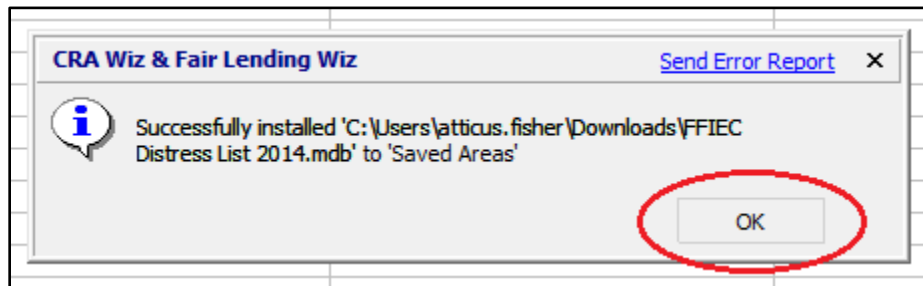 CRA Wiz & Fair Lending Wiz
Send Error Report
Successfully installed 'C:\Users\atticus.fisher\Downloads\FFIEC
Distress List 2014.mdb' to 'Saved Areas'
OK